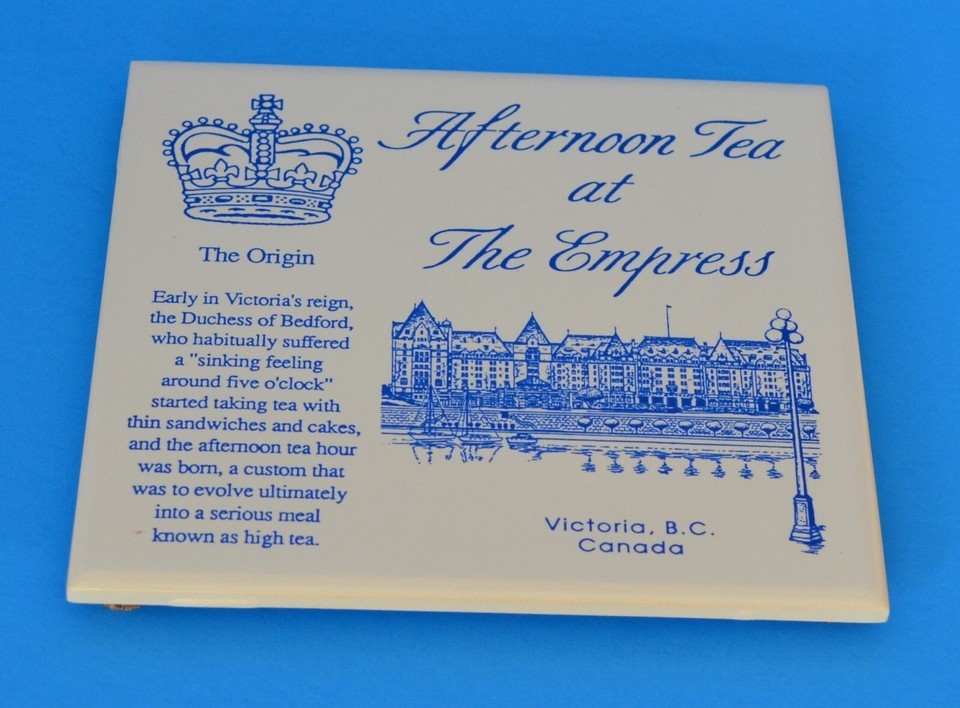 Afternoon Tea
at
The Empress
The Origin
Early in Victoria's reign,
the Duchess of Bedford,
who habitually suffered
a "sinking feeling
around five o'clock"
started taking tea with
thin sandwiches and cakes,
and the afternoon tea hour
was born, a custom that
was to evolve ultimately
into a serious meal
known as high tea.
Victoria, B.C.
Canada